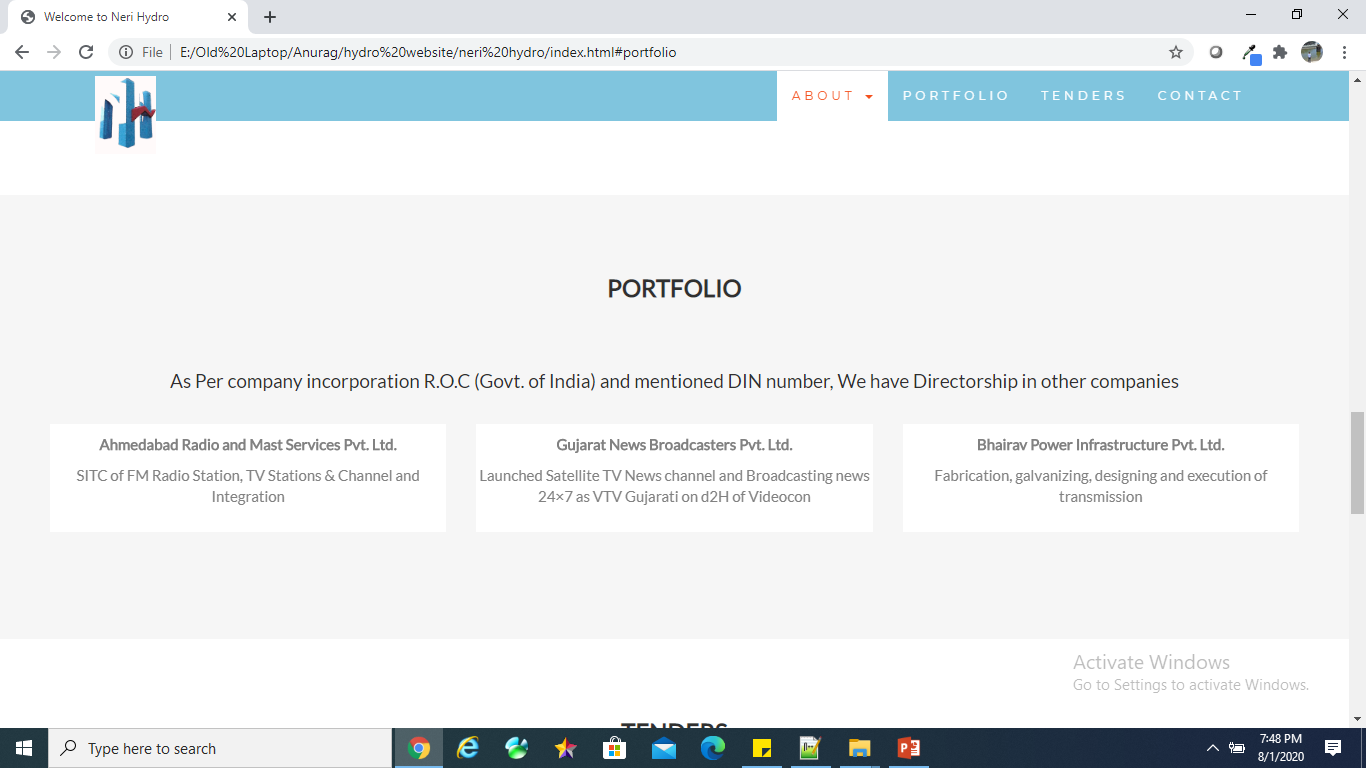 Welcome to Neri Hydro
File
E:/Old%20Laptop/Anurag/hydro%20website/neri%20hydro/index.html#portfolio
ABOUT
PORTFOLIO
TENDERS
CONTACT
PORTFOLIO
As Per company incorporation R.O.C (Govt. of India) and mentioned DIN number, We have Directorship in other companies
Ahmedabad Radio and Mast Services Pvt. Ltd.
SITC of FM Radio Station, TV Stations & Channel and
Integration
Gujarat News Broadcasters Pvt. Ltd.
Launched Satellite TV News channel and Broadcasting news
24×7 as VTV Gujarati on d2H of Videocon
Bhairav Power Infrastructure Pvt. Ltd.
Fabrication, galvanizing, designing and execution of
transmission
Activate Windows
Go to Settings to activate Windows.
TENDERS
Type here to search
7:48 PM
8/1/2020